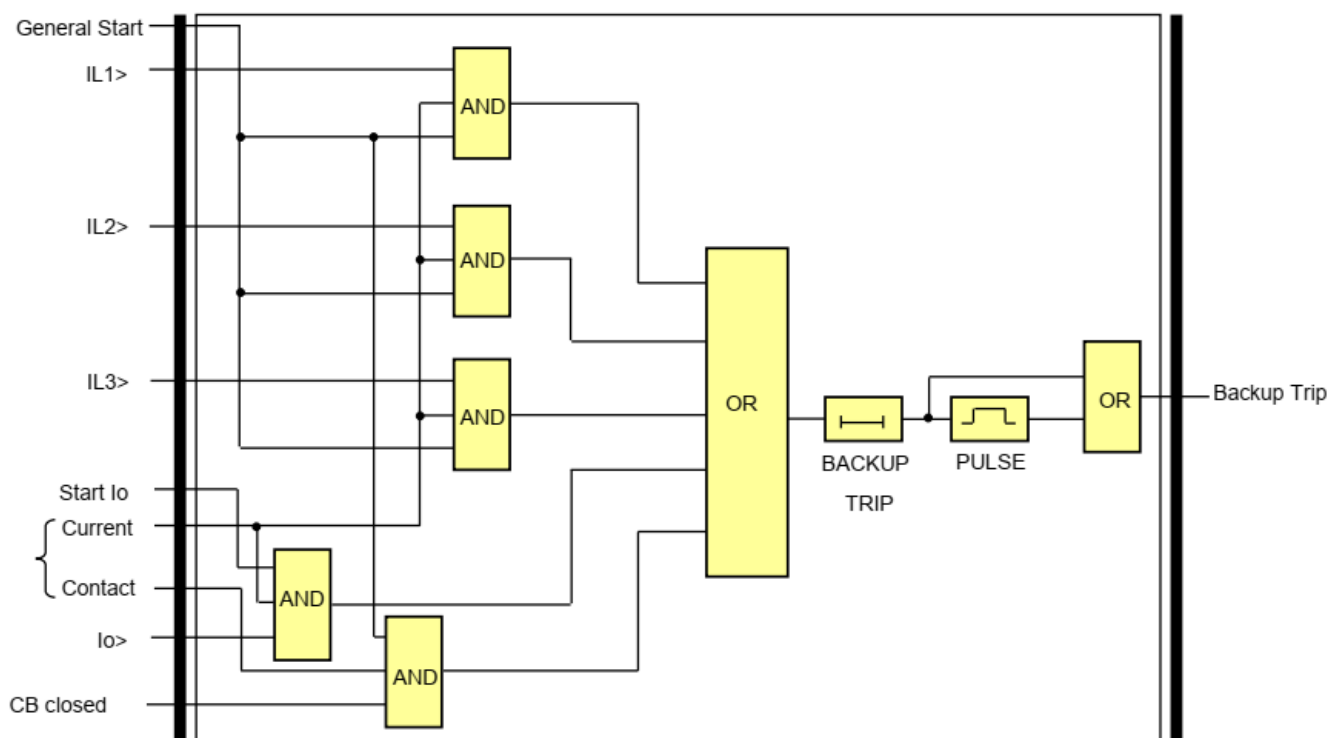 General Start
IL1>
AND
IL2>
AND
IL3>
AND
OR
OR
Backup Trip
BACKUP
TRIP
PULSE
Start Io
Current
Contact
AND
Io>
AND
CB closed